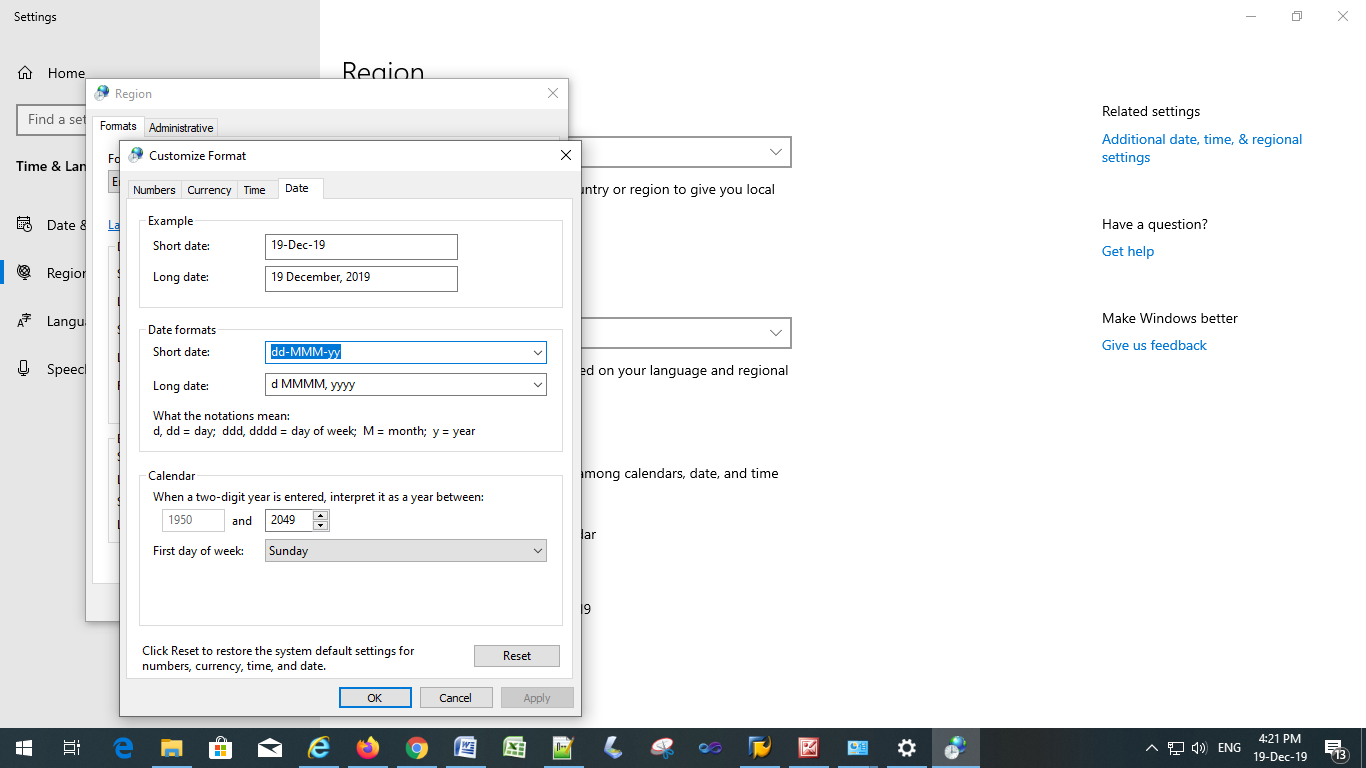 Settings
Home
Find a set
Time & Lan
Date &
Region
Langua
Speech
Region
Region
Formats
Administrative
Fo
La
Customize Format
Numbers
Currency
Time
Date
Example
Short date:
19-Dec-19
Long date:
19 December, 2019
Date formats
Short date:
dd-MMM-yy
Long date:
d MMMM, yyyy
What the notations mean:
d, dd = day; ddd, dddd = day of week; M = month; y = year
Calendar
When a two-digit year is entered, interpret it as a year between:
1950
and
2049
First day of week:
Sunday
Click Reset to restore the system default settings for
numbers, currency, time, and date.
Reset
OK
Cancel
Apply
untry or region to give you local
ed on your language and regional
among calendars, date, and time
dar
19
Related settings
Additional date, time, & regional
settings
Have a question?
Get help
Make Windows better
Give us feedback
ENG
4:21 PM
19-Dec-19
13